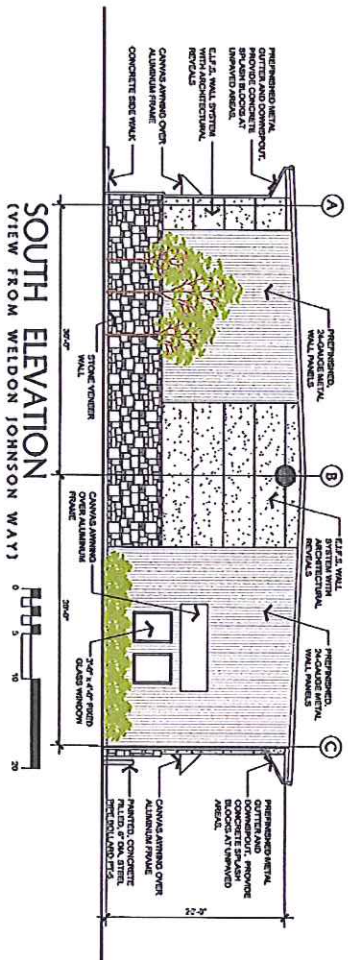 PREFINISHED METAL
GUTTER AND DOWNSPOUT.
PROVIDE CONCRETE
SPLASH BLOCKS AT
UNPAVED AREAS.
E.I.F.S. WALL SYSTEM
WITH ARCHITECTURAL
REVEALS
CANVAS AWNING OVER
ALUMINUM FRAME
CONCRETE SIDE WALK
A
PREFINISHED,
24-GAUGE METAL
WALL PANELS
B
E.I.F.S. WALL
SYSTEM WITH
ARCHITECTURAL
REVEALS
PREFINISHED,
24-GAUGE METAL
WALL PANELS
C
PREFINISHED METAL
GUTTER AND
DOWNSPOUT. PROVIDE
CONCRETE SPLASH
BLOCKS AT UNPAVED
AREAS.
CANVAS AWNING OVER
ALUMINUM FRAME
PAINTED, CONCRETE
FILLED, 6" DIA. STEEL
PIPE BOLLARD
STONE VENEER
WALL
CANVAS AWNING
OVER ALUMINUM
FRAME
FIXED
GLASS WINDOW
SOUTH ELEVATION
(VIEW FROM WELDON JOHNSON WAY)
0 5 10 20